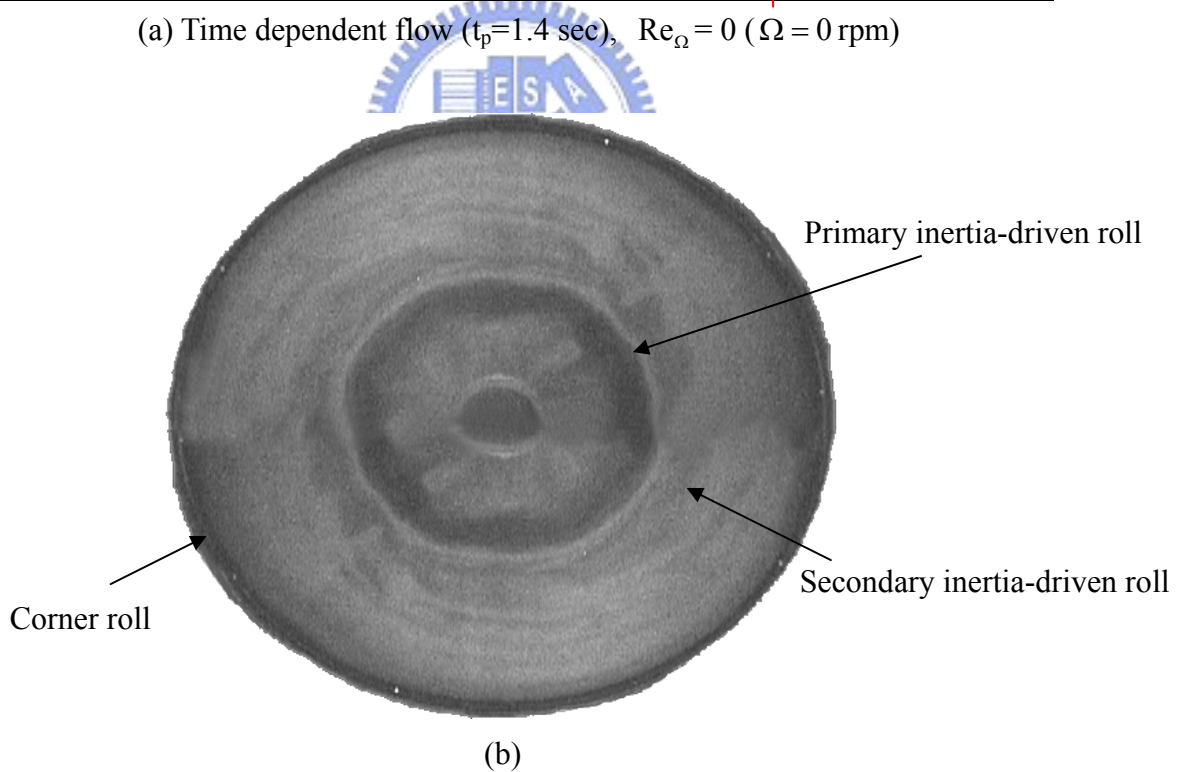 (a) Time dependent flow (tₚ=1.4 sec), Re_Ω = 0 ( Ω = 0 rpm)
E S A
Primary inertia-driven roll
Secondary inertia-driven roll
Corner roll
(b)